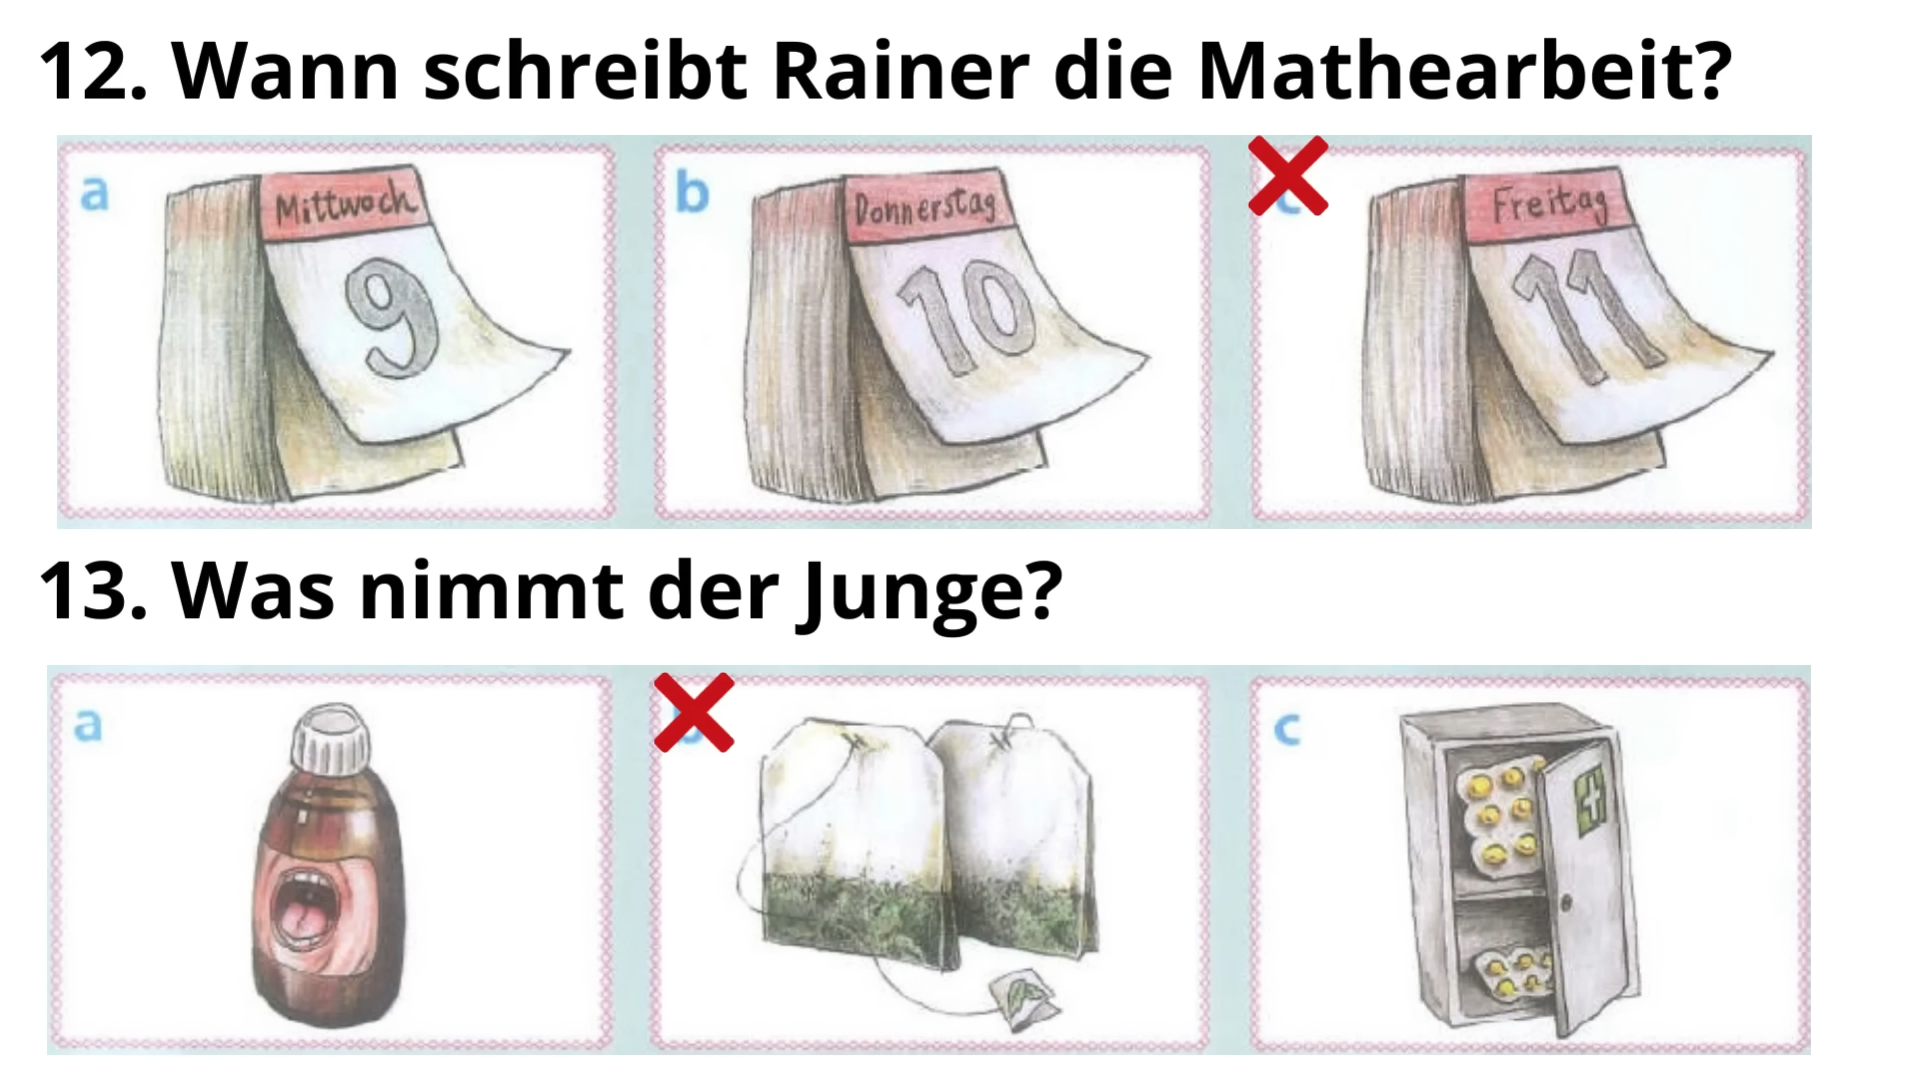 12. Wann schreibt Rainer die Mathearbeit?
a
Mittwoch
9
b
Donnerstag
10
c
Freitag
11
13. Was nimmt der Junge?
a
b
c